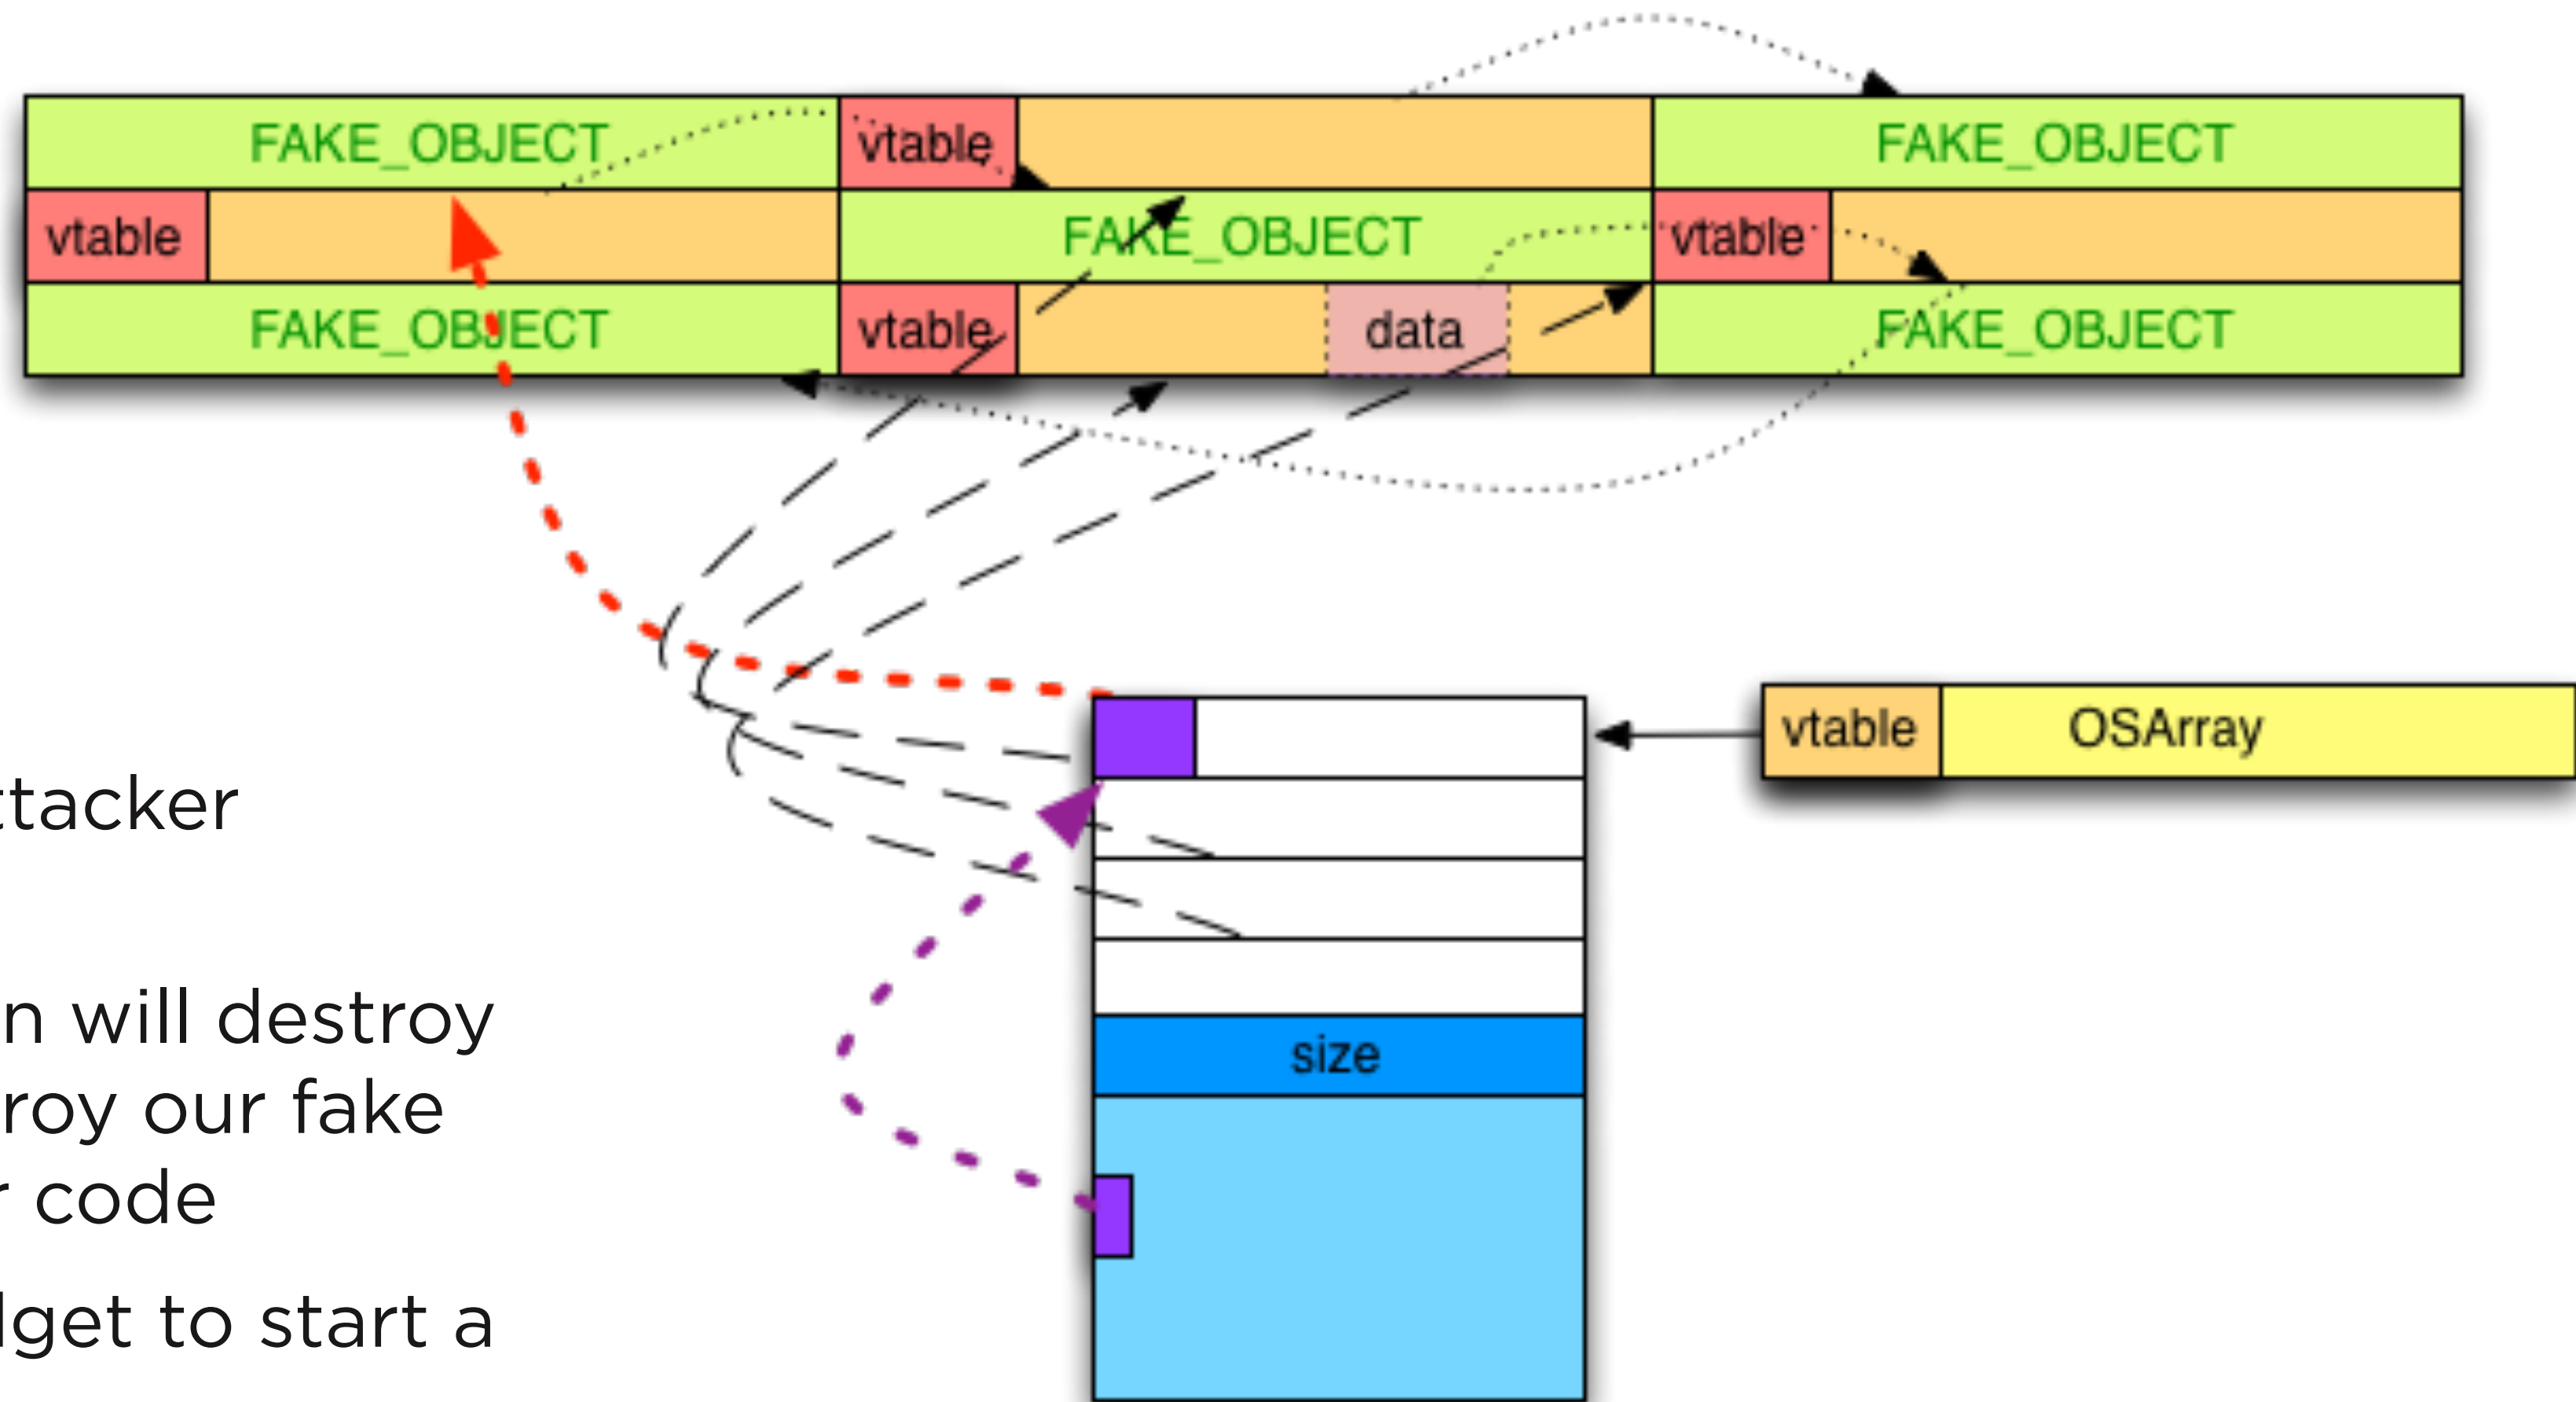 FAKE_OBJECT vtable FAKE_OBJECT
vtable FAKE_OBJECT vtable
FAKE_OBJECT vtable data FAKE_OBJECT
vtable OSArray
ttacker
n will destroy
roy our fake
size
r code
lget to start a